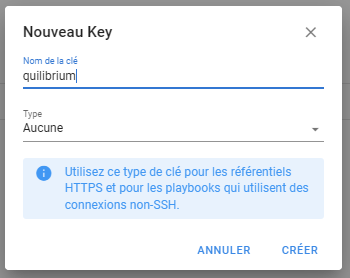 Nouveau Key
Nom de la clé
quilibrium
Type
Aucune
Utilisez ce type de clé pour les référentiels
HTTPS et pour les playbooks qui utilisent des
connexions non-SSH.
ANNULER
CRÉER